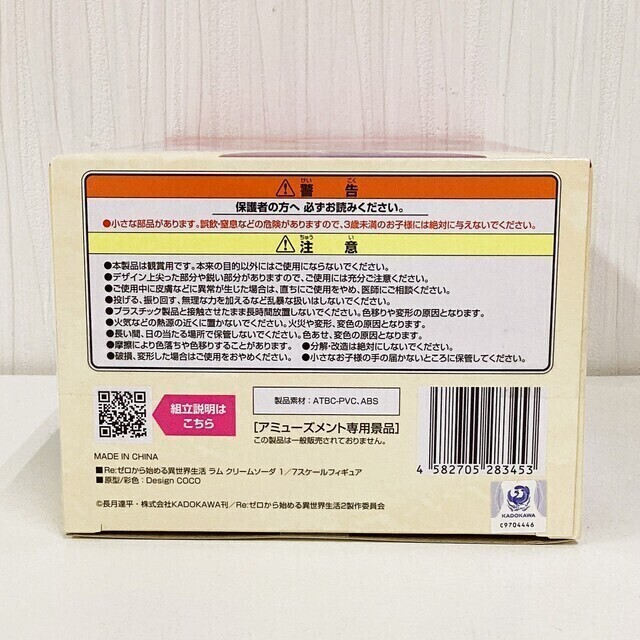 ⚠警告
けいこく
保護者の方へ 必ずお読みください。
●小さな部品があります。誤飲・窒息などの危険がありますので、3歳未満のお子様には絶対に与えないでください。
⚠注意
ちゅうい
●本製品は観賞用です。本来の目的以外にはご使用にならないでください。
●デザイン上尖った部分や鋭い部分がありますので、ご使用には充分ご注意ください。
●ご使用中に皮膚などに異常が生じた場合は、直ちにご使用をやめ、医師にご相談ください。
●投げる、振り回す、無理な力を加えるなど乱暴な扱いはしないでください。
●プラスチック製品と接触させたまま長時間放置しないでください。色移りや変形の原因となります。
●火気などの熱源の近くに置かないでください。火災や変形、変色の原因となります。
●長い間、日の当たる場所で保管しないでください。色あせ、変色の原因となります。
●摩擦により色落ちや色移りすることがあります。 ●分解・改造は絶対にしないでください。
●破損、変形した場合はご使用をおやめください。 ●小さなお子様の手の届かないところに保管してください。
組立説明は
こちら
製品素材：ATBC-PVC、ABS
[アミューズメント専用景品]
この製品は一般販売されておりません。
4 582705 283453
MADE IN CHINA
■Re:ゼロから始める異世界生活 ラム クリームソーダ 1/7スケールフィギュア
■原型/彩色：Design COCO
©長月達平・株式会社KADOKAWA刊／Re:ゼロから始める異世界生活2製作委員会
KADOKAWA
C9704446